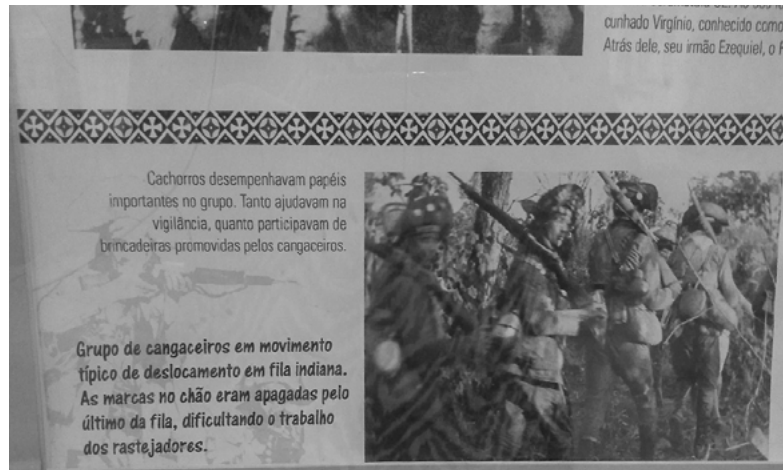 cunhado Virgínio, conhecido como
Atrás dele, seu irmão Ezequiel, o
Cachorros desempenhavam papéis
importantes no grupo. Tanto ajudavam na
vigilância, quanto participavam de
brincadeiras promovidas pelos cangaceiros.
Grupo de cangaceiros em movimento
típico de deslocamento em fila indiana.
As marcas no chão eram apagadas pelo
último da fila, dificultando o trabalho
dos rastejadores.